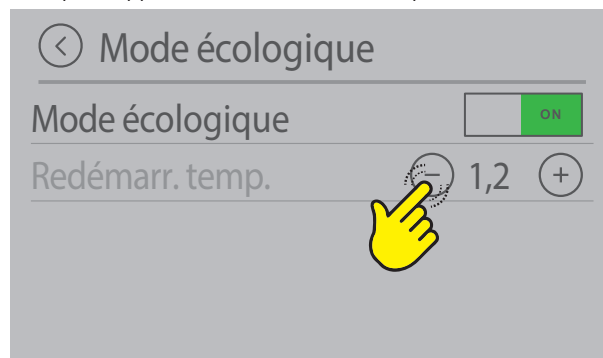 Mode écologique
Mode écologique ON
Redémarr. temp. − 1,2 +